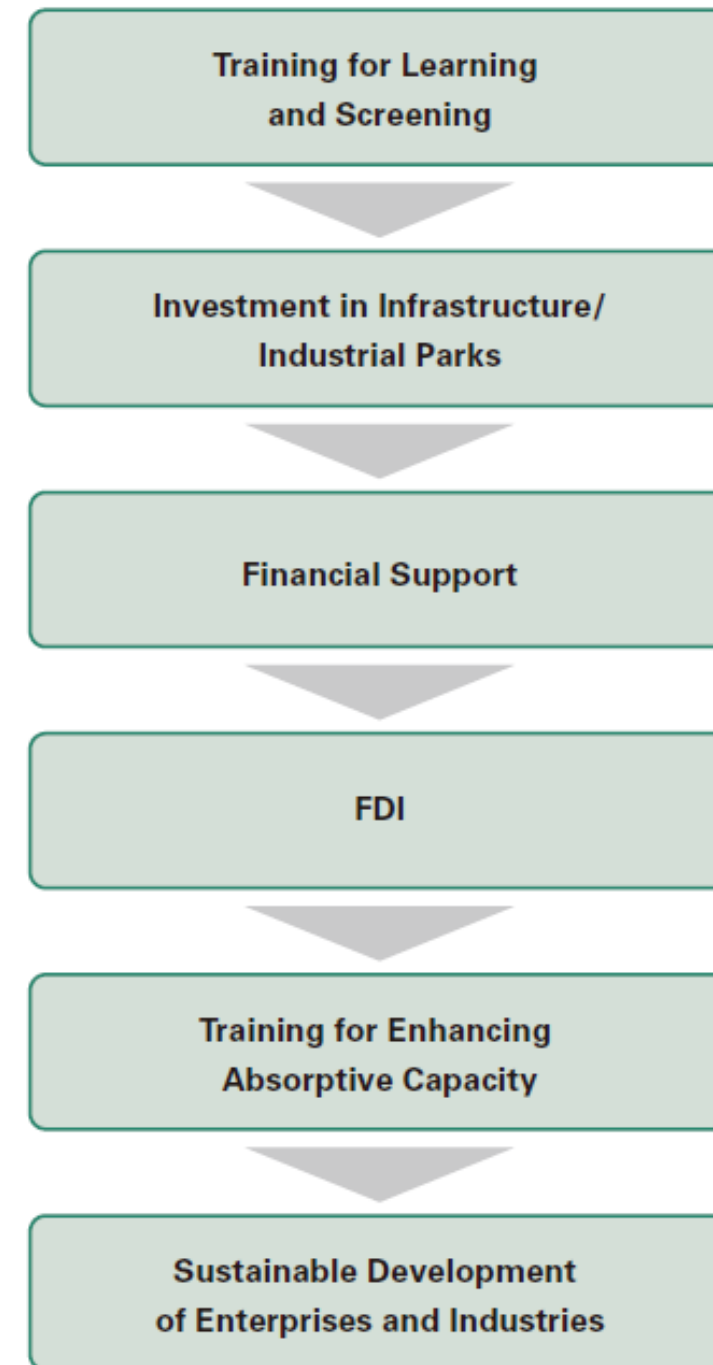 Training for Learning
and Screening
Investment in Infrastructure/
Industrial Parks
Financial Support
FDI
Training for Enhancing
Absorptive Capacity
Sustainable Development
of Enterprises and Industries